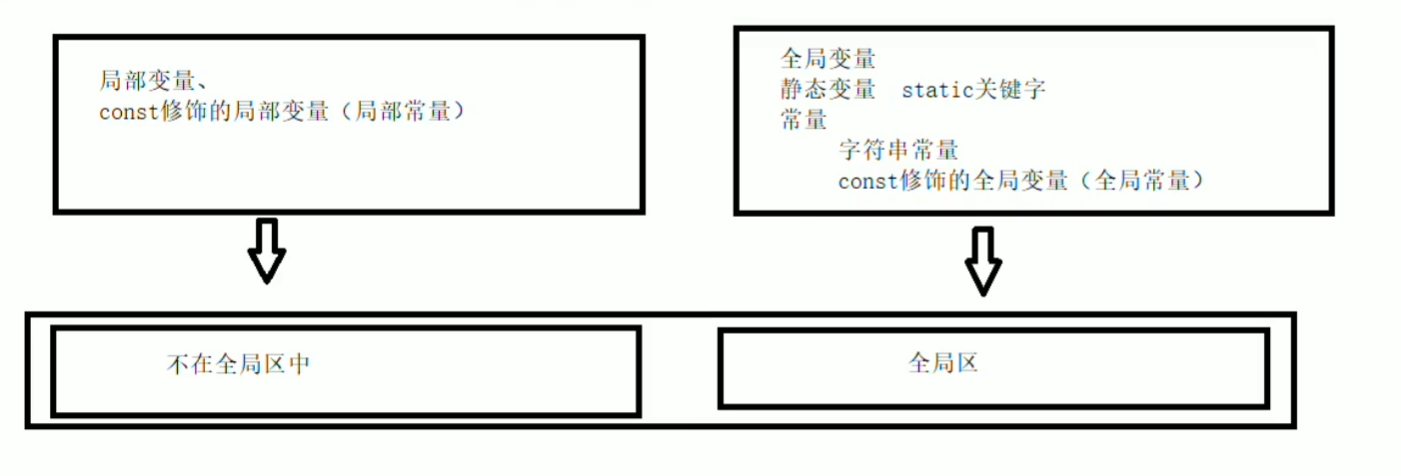 局部变量、
const修饰的局部变量（局部常量）
全局变量
静态变量 static关键字
常量
字符串常量
const修饰的全局变量（全局常量）
不在全局区中
全局区